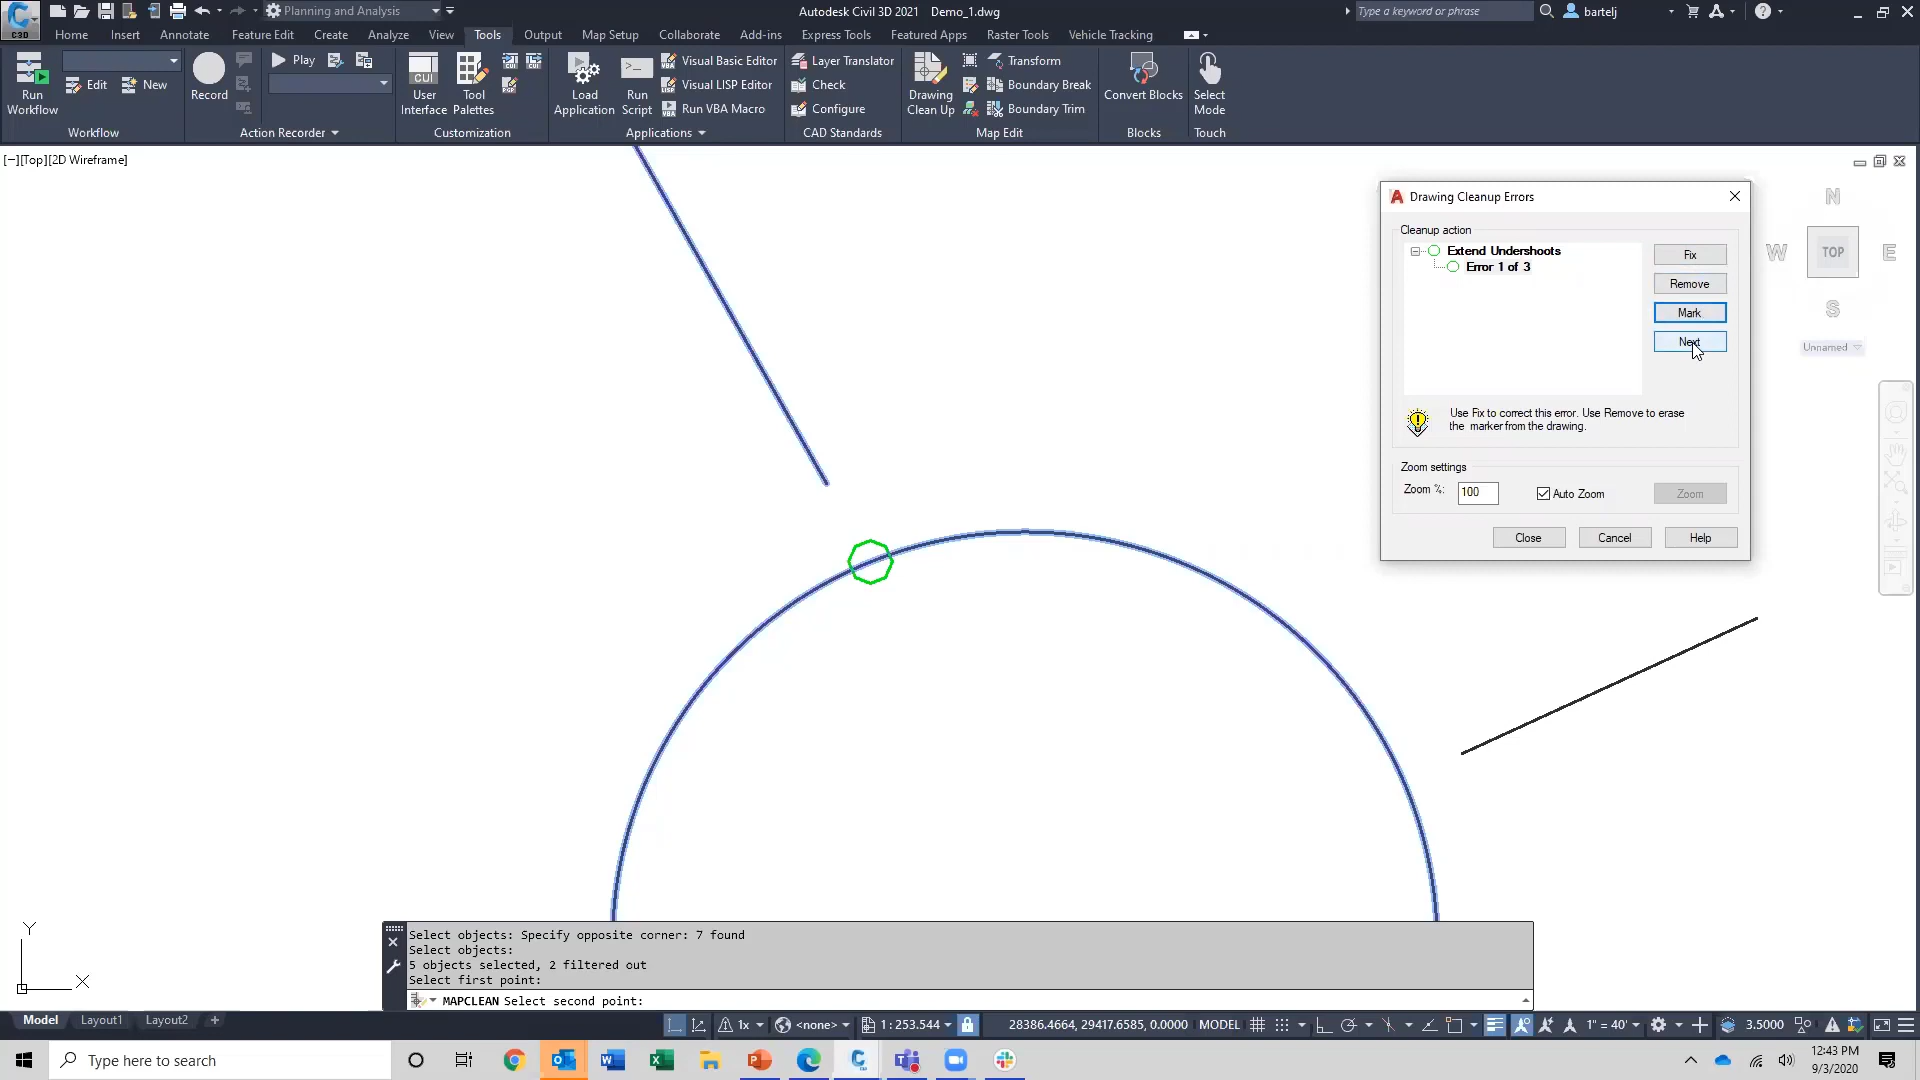 C3D
Planning and Analysis
Autodesk Civil 3D 2021 Demo_1.dwg
Type a keyword or phrase
bartelj
Home Insert Annotate Feature Edit Create Analyze View Tools Output Map Setup Collaborate Add-ins Express Tools Featured Apps Raster Tools Vehicle Tracking
Run Workflow
Edit
New
Workflow
Record
Play
Action Recorder
CUI
User Interface
Tool Palettes
Customization
Load Application
Run Script
Visual Basic Editor
Visual LISP Editor
Run VBA Macro
Applications
Layer Translator
Check
Configure
CAD Standards
Drawing Clean Up
Transform
Boundary Break
Boundary Trim
Map Edit
Convert Blocks
Blocks
Select Mode
Touch
[−][Top][2D Wireframe]
Drawing Cleanup Errors
Cleanup action
Extend Undershoots
Error 1 of 3
Fix
Remove
Mark
Next
Use Fix to correct this error. Use Remove to erase
the marker from the drawing.
Zoom settings
Zoom %: 100
Auto Zoom
Zoom
Close Cancel Help
N
W TOP E
S
Unnamed
Y
X
Select objects: Specify opposite corner: 7 found
Select objects:
5 objects selected, 2 filtered out
Select first point:
MAPCLEAN Select second point:
Model Layout1 Layout2 +
1x <none> 1 : 253.544 28386.4664, 29417.6585, 0.0000 MODEL 1" = 40' 3.5000
Type here to search
12:43 PM
9/3/2020